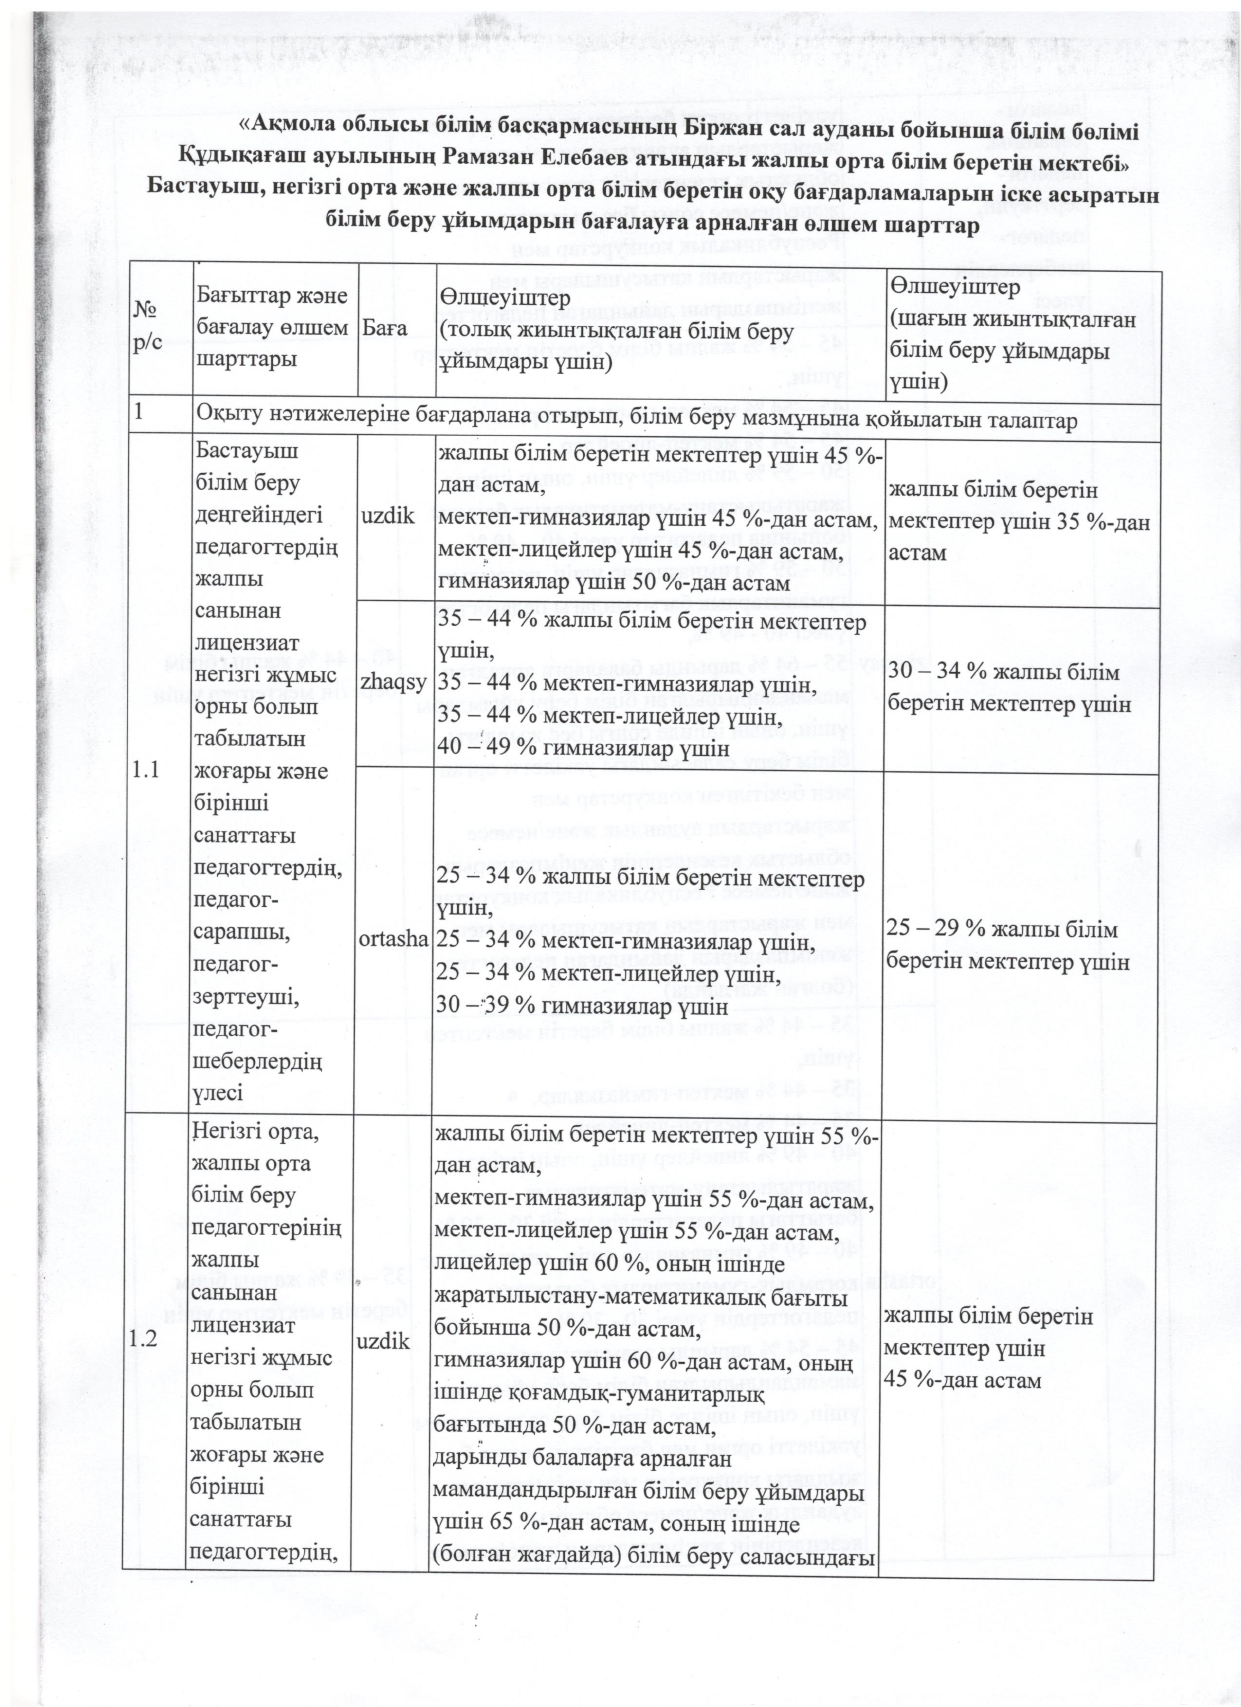 «Ақмола облысы білім басқармасының Біржан сал ауданы бойынша білім бөлімі
Құдықағаш ауылының Рамазан Елебаев атындағы жалпы орта білім беретін мектебі»
Бастауыш, негізгі орта және жалпы орта білім беретін оқу бағдарламаларын іске асыратын
білім беру ұйымдарын бағалауға арналған өлшем шарттар
№
р/с
Бағыттар және
бағалау өлшем
шарттары
Баға
Өлшеуіштер
(толық жиынтықталған білім беру
ұйымдары үшін)
Өлшеуіштер
(шағын жиынтықталған
білім беру ұйымдары
үшін)
1
Оқыту нәтижелеріне бағдарлана отырып, білім беру мазмұнына қойылатын талаптар
1.1
Бастауыш
білім беру
деңгейіндегі
педагогтердің
жалпы
санынан
лицензиат
негізгі жұмыс
орны болып
табылатын
жоғары және
бірінші
санаттағы
педагогтердің,
педагог-
сарапшы,
педагог-
зерттеуші,
педагог-
шеберлердің
үлесі
uzdik
жалпы білім беретін мектептер үшін 45 %-
дан астам,
мектеп-гимназиялар үшін 45 %-дан астам,
мектеп-лицейлер үшін 45 %-дан астам,
гимназиялар үшін 50 %-дан астам
жалпы білім беретін
мектептер үшін 35 %-дан
астам
zhaqsy
35 – 44 % жалпы білім беретін мектептер
үшін,
35 – 44 % мектеп-гимназиялар үшін,
35 – 44 % мектеп-лицейлер үшін,
40 – 49 % гимназиялар үшін
30 – 34 % жалпы білім
беретін мектептер үшін
ortasha
25 – 34 % жалпы білім беретін мектептер
үшін,
25 – 34 % мектеп-гимназиялар үшін,
25 – 34 % мектеп-лицейлер үшін,
30 – 39 % гимназиялар үшін
25 – 29 % жалпы білім
беретін мектептер үшін
1.2
Негізгі орта,
жалпы орта
білім беру
педагогтерінің
жалпы
санынан
лицензиат
негізгі жұмыс
орны болып
табылатын
жоғары және
бірінші
санаттағы
педагогтердің,
uzdik
жалпы білім беретін мектептер үшін 55 %-
дан астам,
мектеп-гимназиялар үшін 55 %-дан астам,
мектеп-лицейлер үшін 55 %-дан астам,
лицейлер үшін 60 %, оның ішінде
жаратылыстану-математикалық бағыты
бойынша 50 %-дан астам,
гимназиялар үшін 60 %-дан астам, оның
ішінде қоғамдық-гуманитарлық
бағытында 50 %-дан астам,
дарынды балаларға арналған
мамандандырылған білім беру ұйымдары
үшін 65 %-дан астам, соның ішінде
(болған жағдайда) білім беру саласындағы
жалпы білім беретін
мектептер үшін
45 %-дан астам